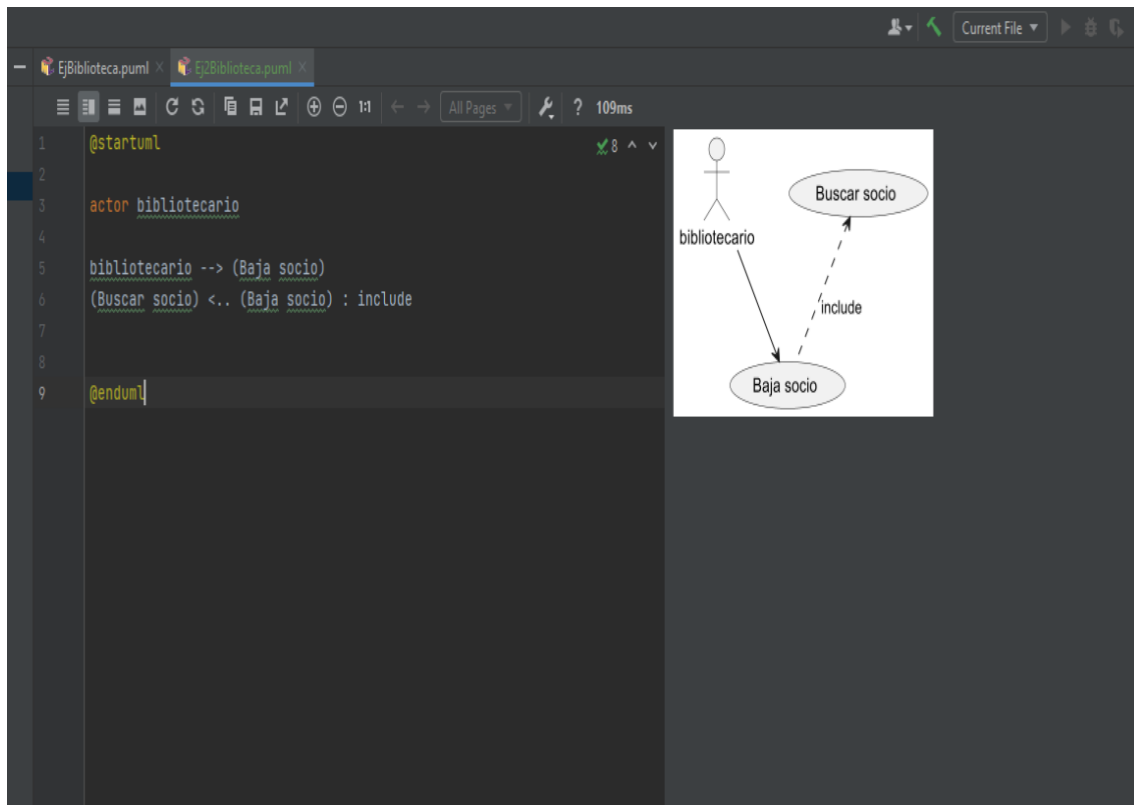 Current File
EjBiblioteca.puml
Ej2Biblioteca.puml
1:1
All Pages
?
109ms
1 @startuml
8
2
3 actor bibliotecario
4
5 bibliotecario --> (Baja socio)
6 (Buscar socio) <.. (Baja socio) : include
7
8
9 @enduml
Buscar socio
bibliotecario
include
Baja socio